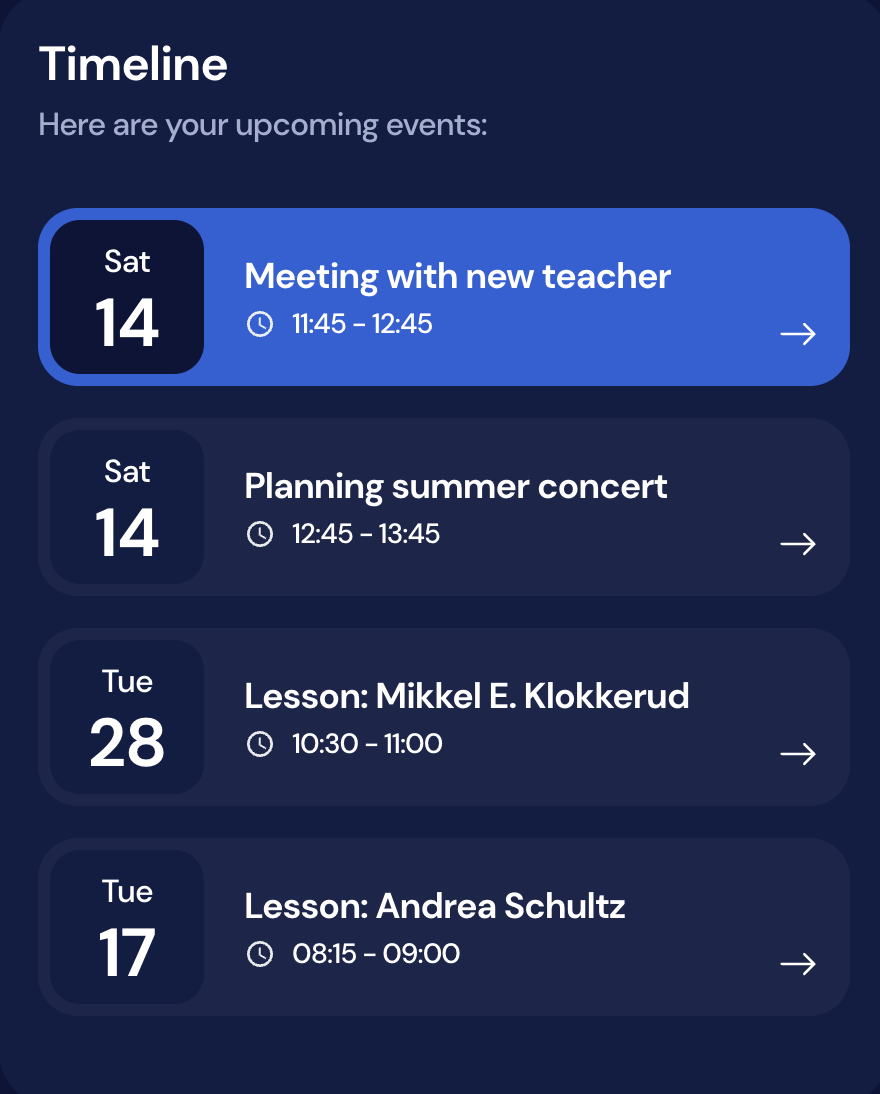 Timeline
Here are your upcoming events:
Sat
14
Meeting with new teacher
11:45 – 12:45
Sat
14
Planning summer concert
12:45 – 13:45
Tue
28
Lesson: Mikkel E. Klokkerud
10:30 – 11:00
Tue
17
Lesson: Andrea Schultz
08:15 – 09:00